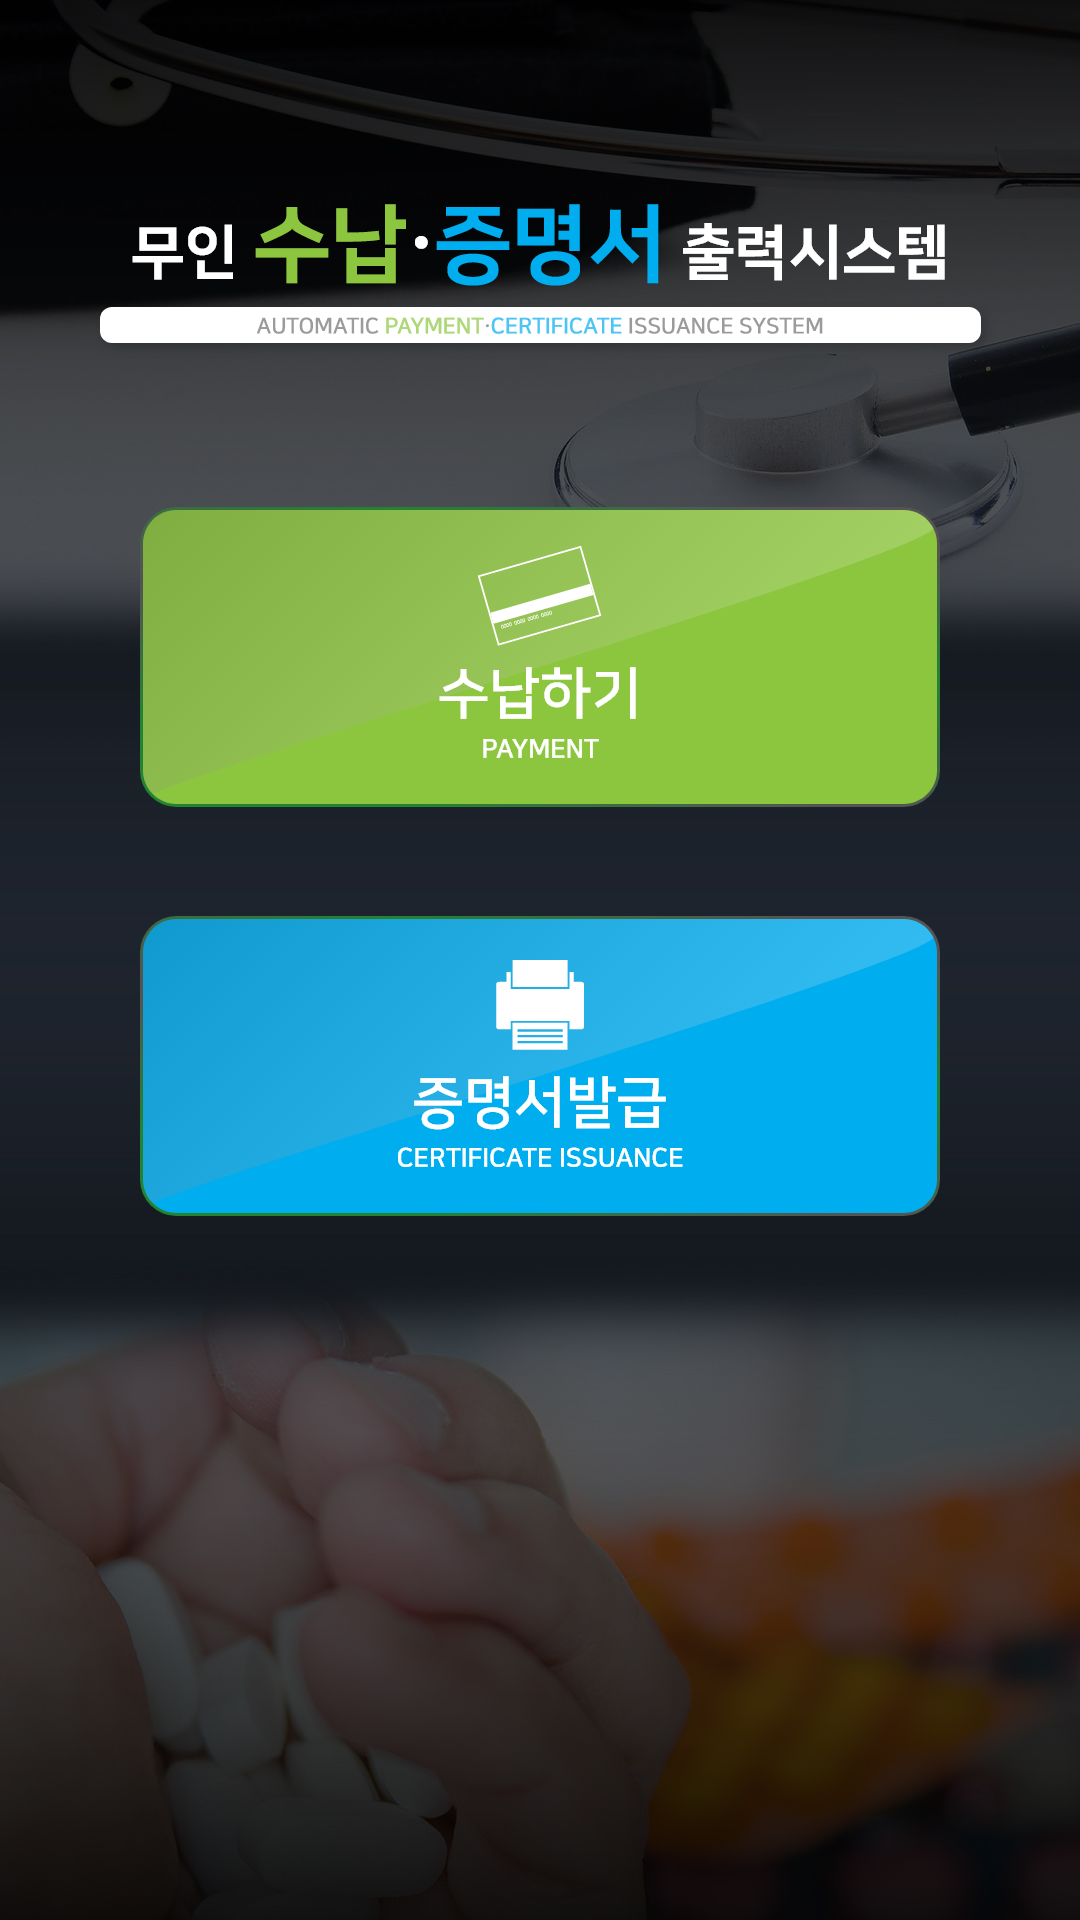 무인 수납·증명서 출력시스템
AUTOMATIC PAYMENT·CERTIFICATE ISSUANCE SYSTEM
0000 0000 0000 0000
수납하기
PAYMENT
증명서발급
CERTIFICATE ISSUANCE